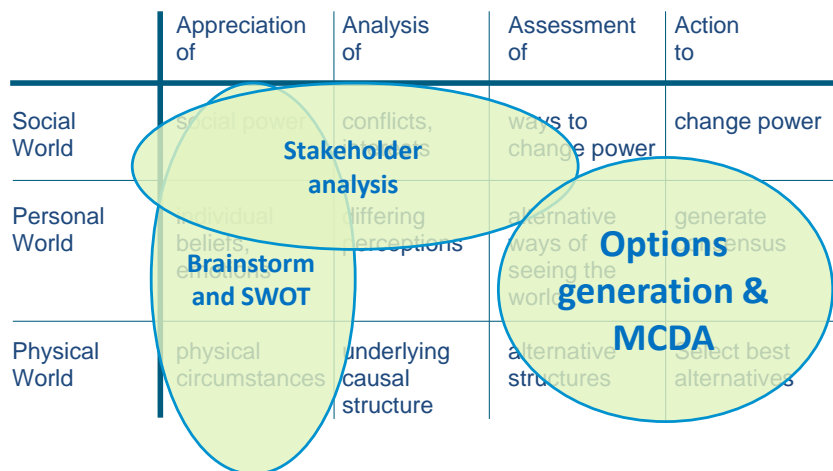 Appreciation of
Analysis of
Assessment of
Action to
Social World
social power
conflicts,
ways to change power
change power
Stakeholder analysis
Personal World
individual beliefs, emotions
differing perceptions
alternative ways of seeing the world
generate consensus
Brainstorm and SWOT
Options generation & MCDA
Physical World
physical circumstances
underlying causal structure
alternative structures
Select best alternatives